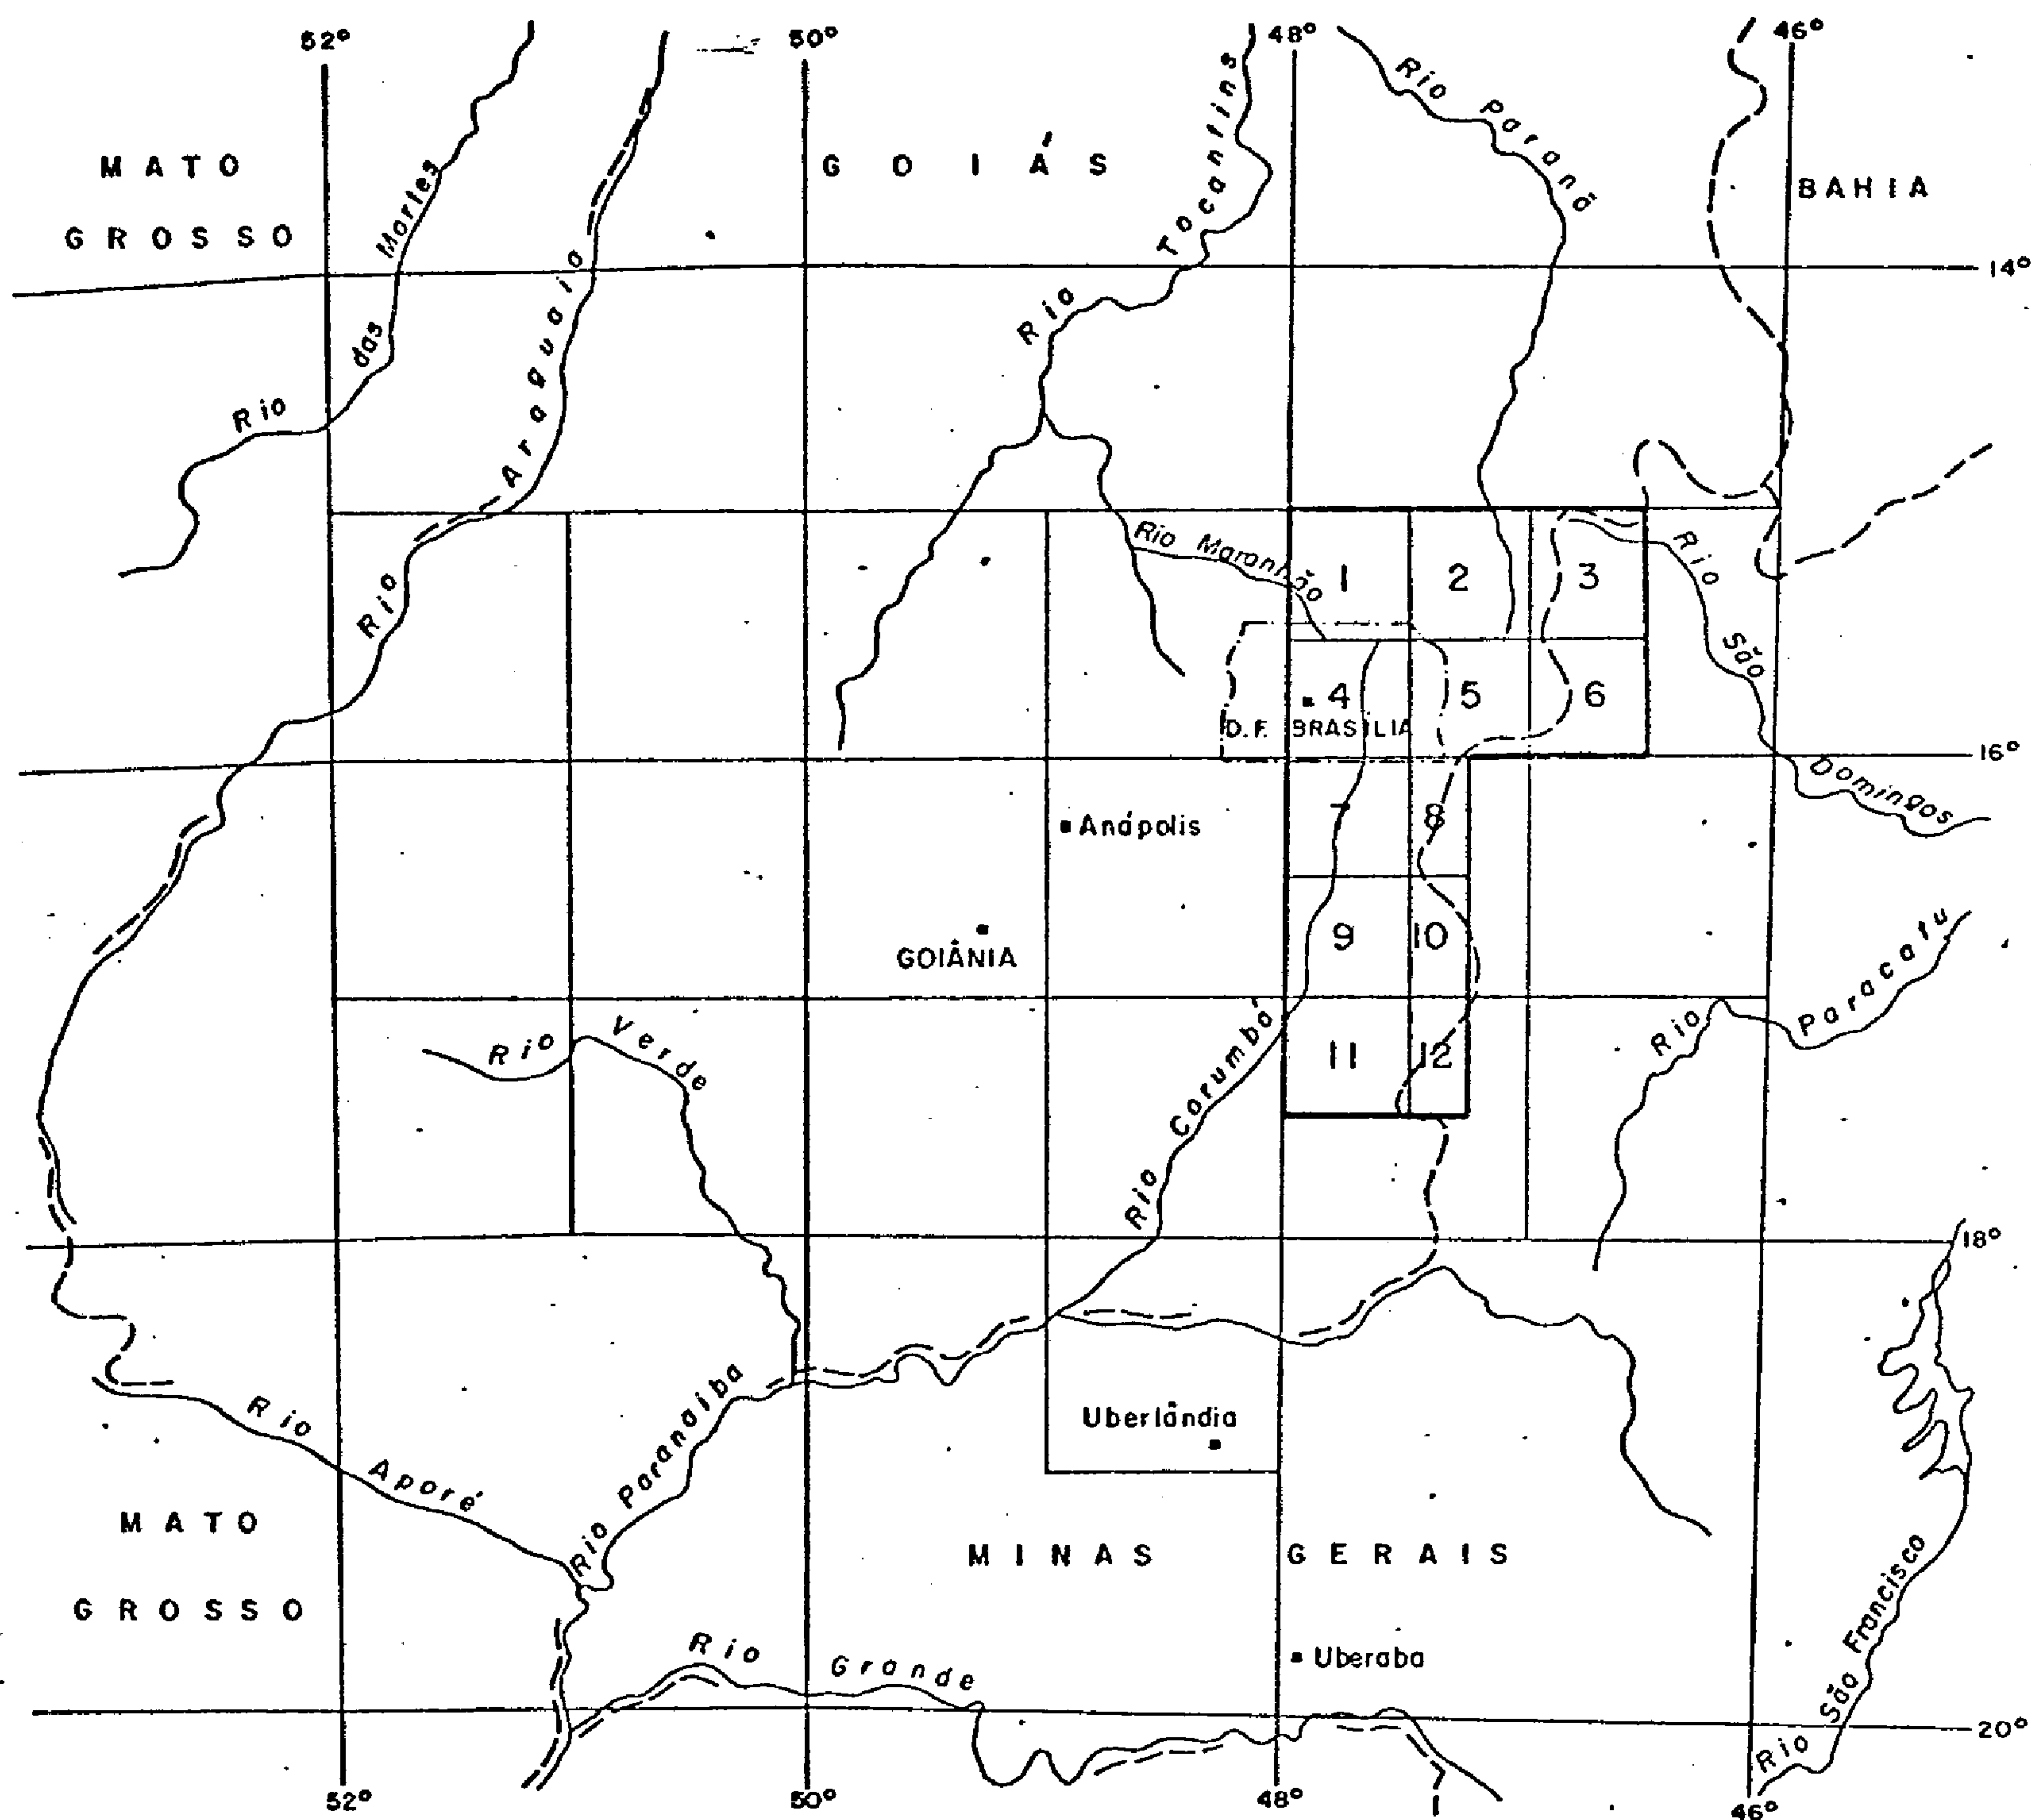 52° 50° 48° 46°
Rio Paranã
MATO GROSSO
GOIÁS
BAHIA
Rio das Mortes
Rio Araguaia
Rio Tocantins
14°
Rio Maranhão
1 2 3
Rio São Domingos
4 5 6
D.F. BRASÍLIA
16°
7 8
Anápolis
9 10
GOIÂNIA
Rio Paracatu
Rio Verde
11 12
Rio Corumbá
18°
Rio Paranaiba
Uberlândia
Rio Aporé
MATO GROSSO
MINAS GERAIS
Rio São Francisco
Uberaba
Rio Grande
20°
52° 50° 48° 46°